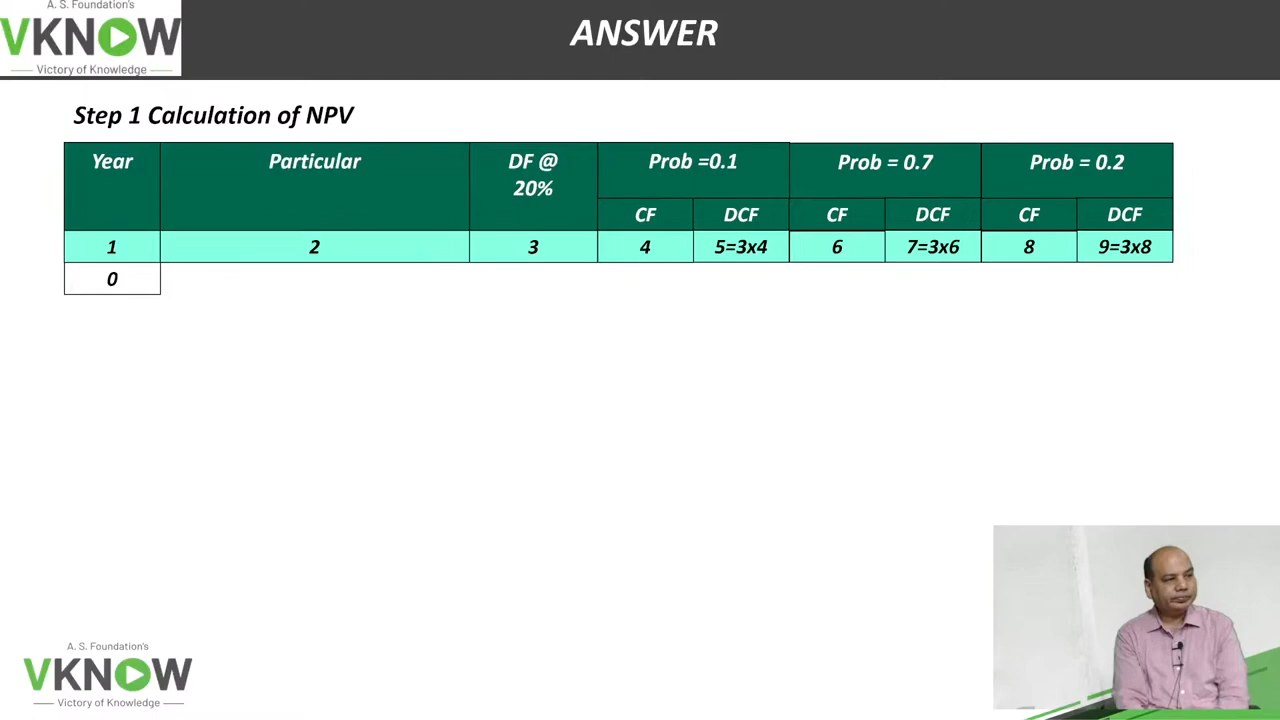 A. S. Foundation's
VKNOW
Victory of Knowledge
ANSWER
Step 1 Calculation of NPV
Year Particular DF @ 20% Prob =0.1 Prob = 0.7 Prob = 0.2
CF DCF CF DCF CF DCF
1 2 3 4 5=3x4 6 7=3x6 8 9=3x8
0
A. S. Foundation's
VKNOW
Victory of Knowledge